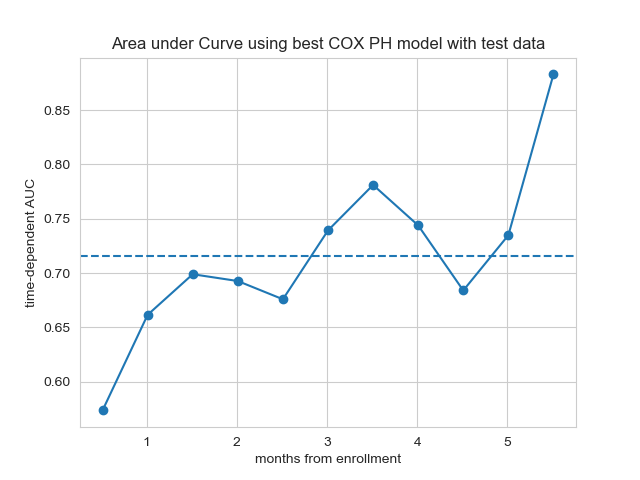 Area under Curve using best COX PH model with test data
time-dependent AUC
0.85
0.80
0.75
0.70
0.65
0.60
1 2 3 4 5
months from enrollment